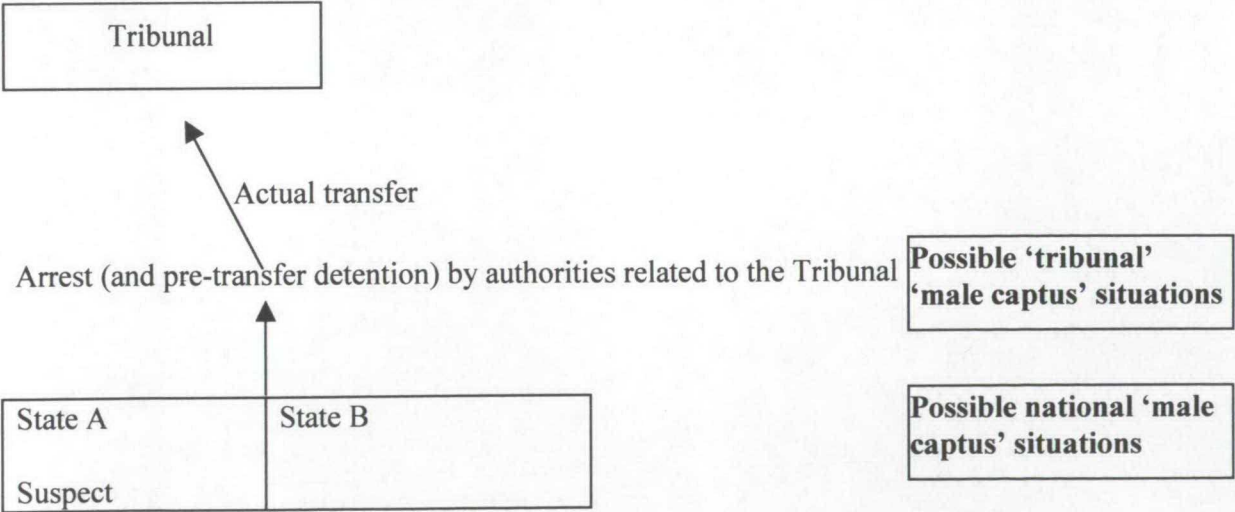 Tribunal
Actual transfer
Arrest (and pre-transfer detention) by authorities related to the Tribunal
Possible ‘tribunal’
‘male captus’ situations
State A
State B
Suspect
Possible national ‘male
captus’ situations